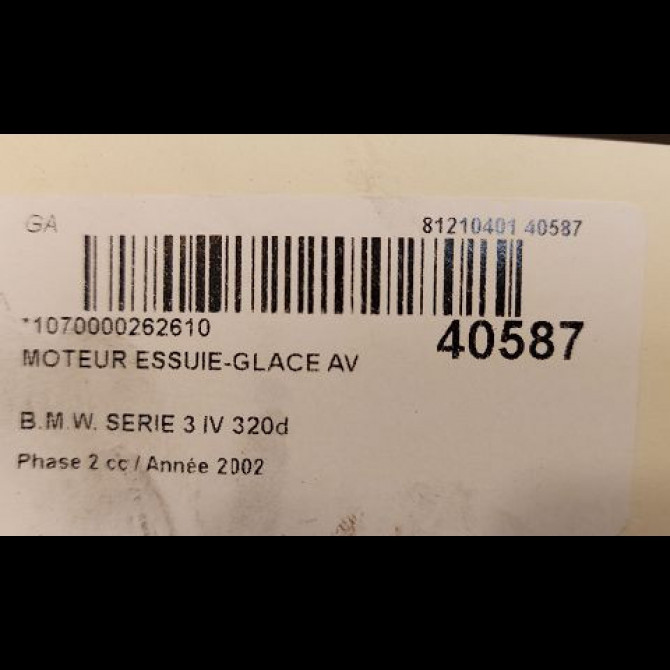 GA
81210401 40587
*1070000262610
40587
MOTEUR ESSUIE-GLACE AV
B.M.W. SERIE 3 IV 320d
Phase 2 cc / Année 2002